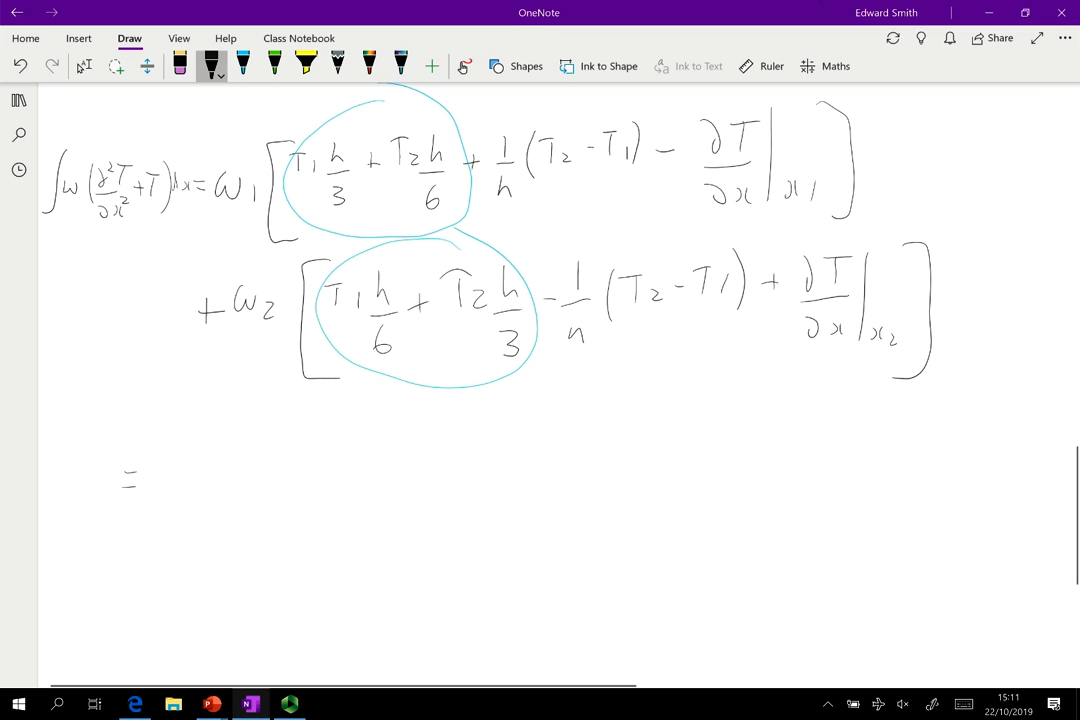 OneNote
Edward Smith
Home Insert Draw View Help Class Notebook
Share
Shapes Ink to Shape Ink to Text Ruler Maths
∫ω(∂²T/∂x² + T)dx = ω₁ [T₁ h/3 + T₂ h/6 + 1/h (T₂ - T₁) - ∂T/∂x |x₁]
+ ω₂ [T₁ h/6 + T₂ h/3 - 1/h (T₂ - T₁) + ∂T/∂x |x₂]
=
15:11
22/10/2019